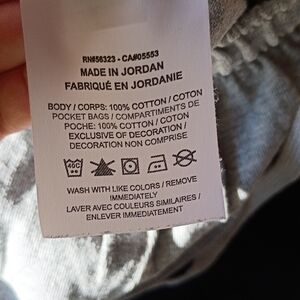 RN#56323 - CA#05553
MADE IN JORDAN
FABRIQUÉ EN JORDANIE
BODY / CORPS: 100% COTTON / COTON
POCKET BAGS / COMPARTIMENTS DE
POCHE: 100% COTTON / COTON
EXCLUSIVE OF DECORATION /
DECORATION NON COMPRISE
40C
WASH WITH LIKE COLORS / REMOVE
IMMEDIATELY
LAVER AVEC COULEURS SIMILAIRES /
ENLEVER IMMEDIATEMENT